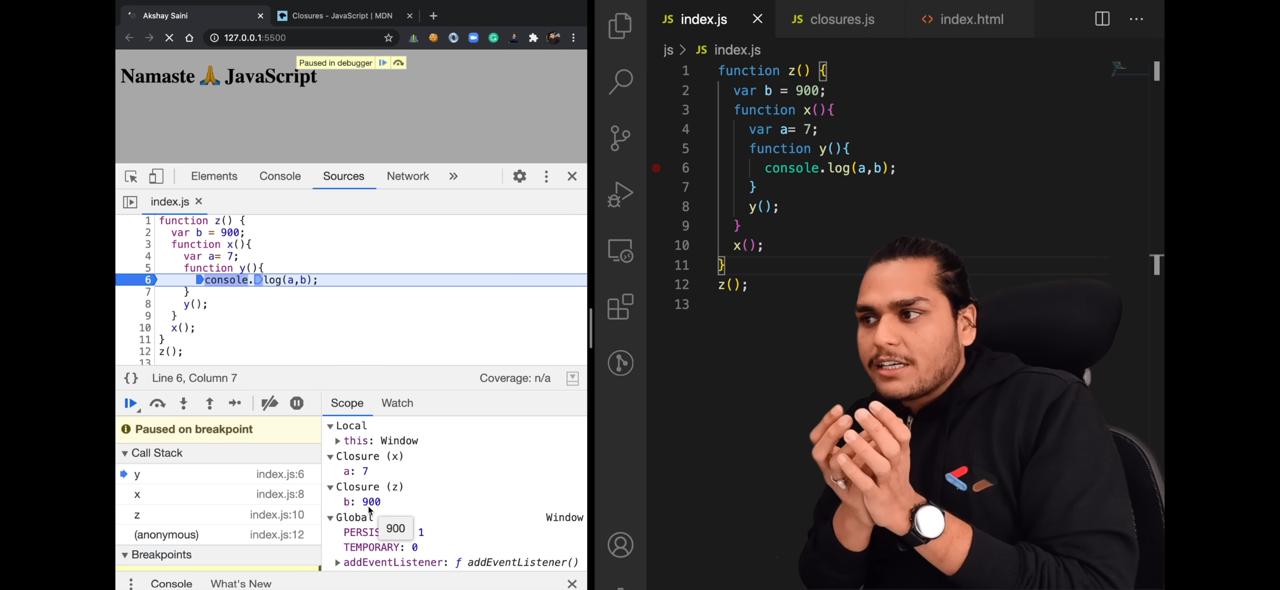 Akshay Saini
Closures - JavaScript | MDN
127.0.0.1:5500
Paused in debugger
Namaste 🙏 JavaScript
Elements Console Sources Network
index.js
1 function z() {
2 var b = 900;
3 function x(){
4 var a= 7;
5 function y(){
6 console.log(a,b);
7 }
8 y();
9 }
10 x();
11 }
12 z();
13
{} Line 6, Column 7 Coverage: n/a
Paused on breakpoint
Call Stack
y index.js:6
x index.js:8
z index.js:10
(anonymous) index.js:12
Breakpoints
Scope Watch
Local
this: Window
Closure (x)
a: 7
Closure (z)
b: 900
900
Global Window
1
TEMPORARY: 0
addEventListener: ƒ addEventListener()
Console What's New
JS index.js JS closures.js <> index.html
js > JS index.js
1 function z() {
2 var b = 900;
3 function x(){
4 var a= 7;
5 function y(){
6 console.log(a,b);
7 }
8 y();
9 }
10 x();
11 }
12 z();
13